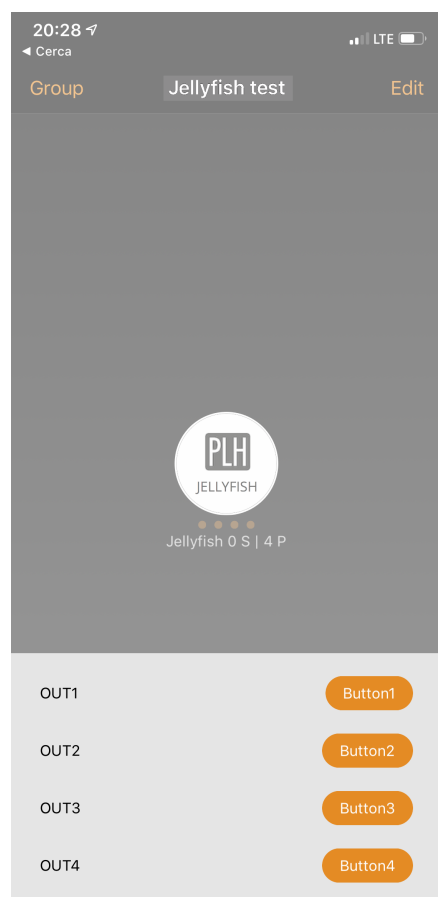 20:28 LTE
◀ Cerca
Group Jellyfish test Edit
PLH
JELLYFISH
Jellyfish 0 S | 4 P
OUT1 Button1
OUT2 Button2
OUT3 Button3
OUT4 Button4